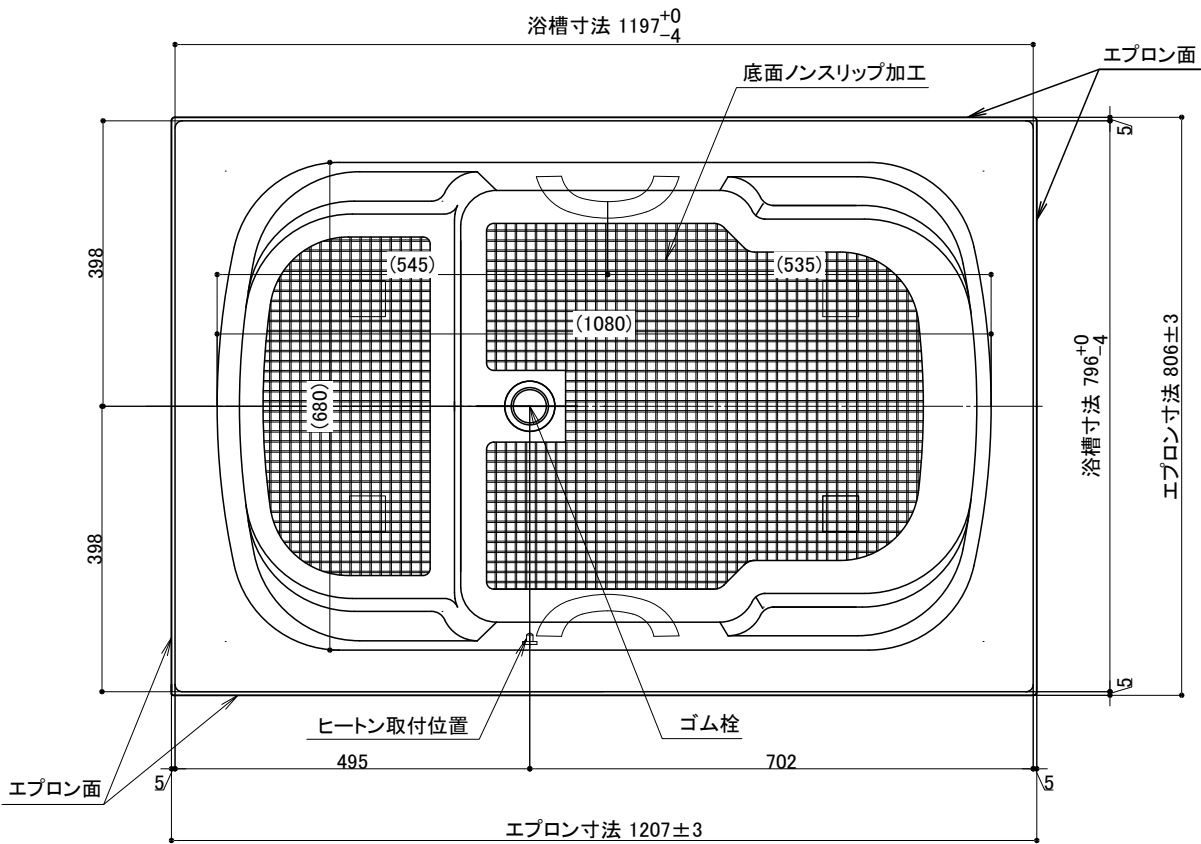 浴槽寸法 1197+0
-4
エプロン面
底面ノンスリップ加工
5
398
(545)
(535)
(1080)
(680)
浴槽寸法 796+0
-4
エプロン寸法 806±3
398
5
ヒートン取付位置
ゴム栓
495
702
エプロン面
5
5
エプロン寸法 1207±3